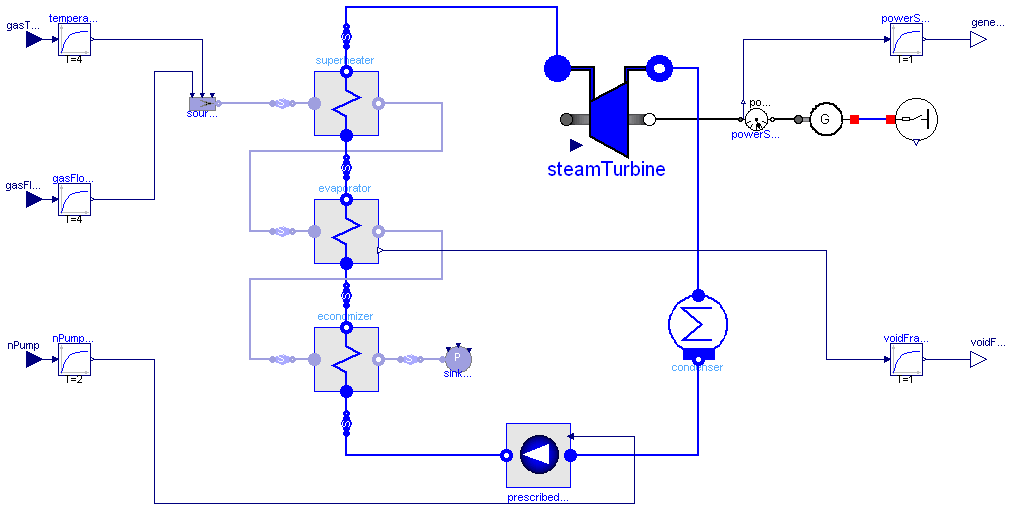 gasT...
tempera...
T=4
powerS...
T=1
gene...
superheater
S
sour...
po...
powerS...
G
steamTurbine
S
gasFl...
gasFlo...
T=4
evaporator
S
S
economizer
nPump
nPump...
T=2
S
S
P
sink...
condenser
voidFra...
T=1
voidF...
S
prescribed...